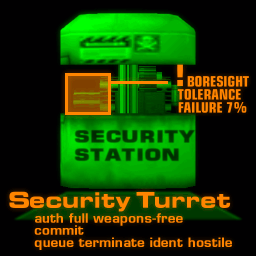 ! BORESIGHT
TOLERANCE
FAILURE 7%
SECURITY
STATION
Security Turret
auth full weapons-free
commit
queue terminate ident hostile